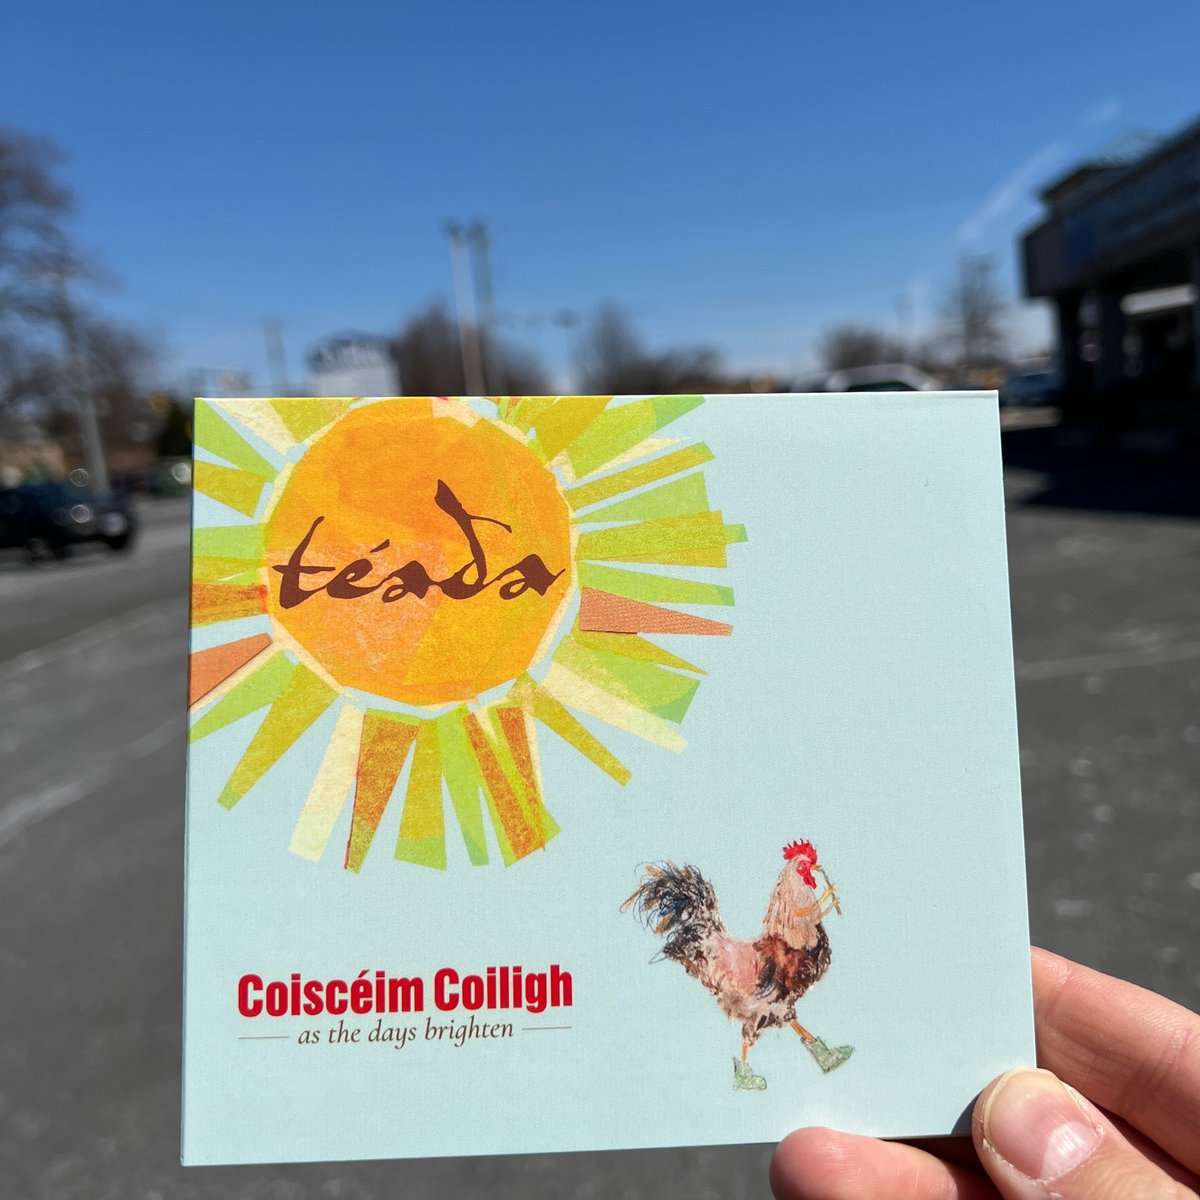 téada
Coiscéim Coiligh
as the days brighten